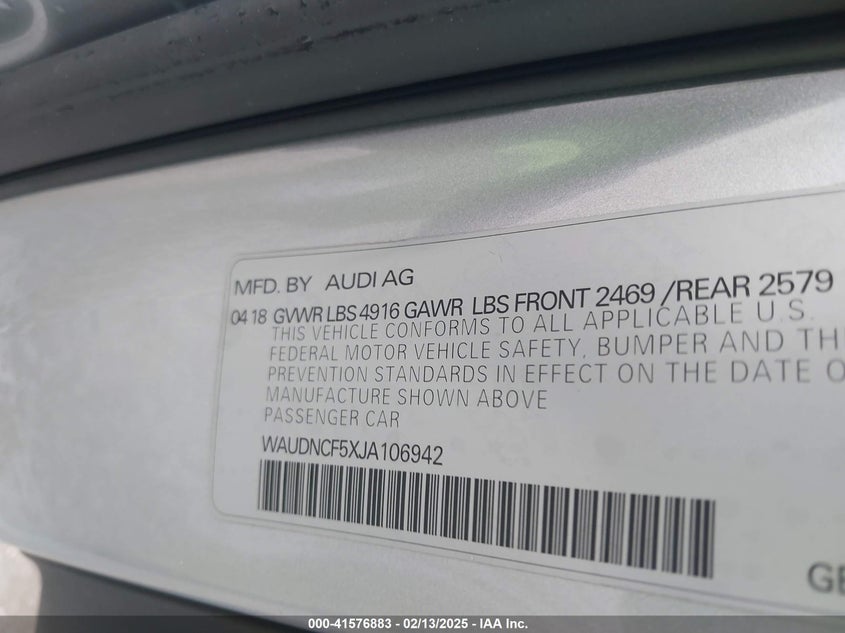 MFD. BY AUDI AG
04 18 GVWR LBS 4916 GAWR LBS FRONT 2469 /REAR 2579
THIS VEHICLE CONFORMS TO ALL APPLICABLE U.S.
FEDERAL MOTOR VEHICLE SAFETY, BUMPER AND TH
PREVENTION STANDARDS IN EFFECT ON THE DATE O
MANUFACTURE SHOWN ABOVE
PASSENGER CAR
WAUDNCF5XJA106942
GE
000-41576883 - 02/13/2025 - IAA Inc.